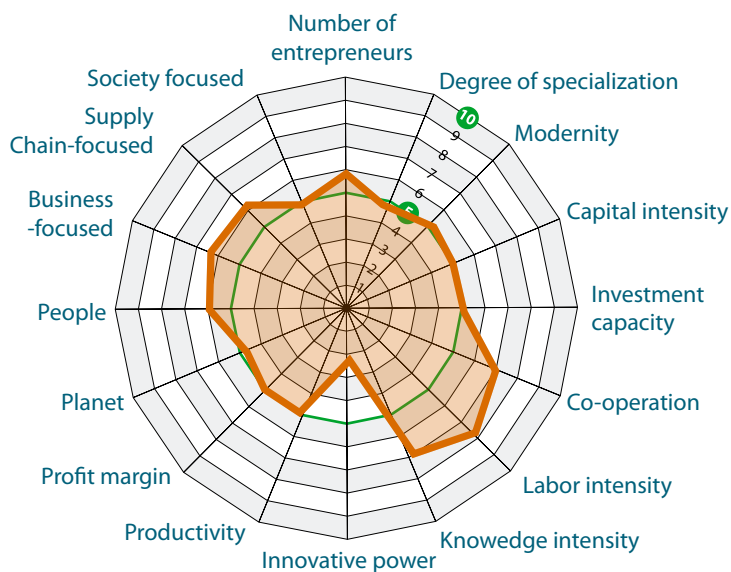 Number of
entrepreneurs
Degree of specialization
Modernity
Capital intensity
Investment
capacity
Co-operation
Labor intensity
Knowedge intensity
Innovative power
Productivity
Profit margin
Planet
People
Business
-focused
Supply
Chain-focused
Society focused
10
9
8
7
6
5
4
3
2
1